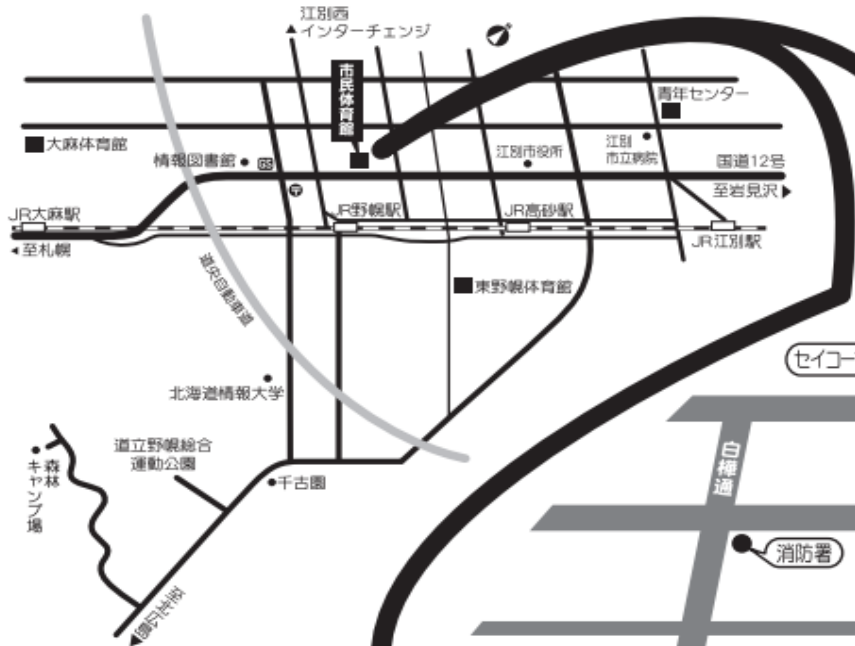 江別西
▲インターチェンジ
市民体育館
青年センター
大麻体育館
情報図書館
GS
江別市役所
江別
市立病院
国道12号
〒
至岩見沢▶
JR大麻駅
JR野幌駅
JR高砂駅
JR江別駅
◀至札幌
道央自動車道
東野幌体育館
セイコー
北海道情報大学
道立野幌総合
運動公園
白樺通
森林
キャンプ場
千古園
消防署
至北広島